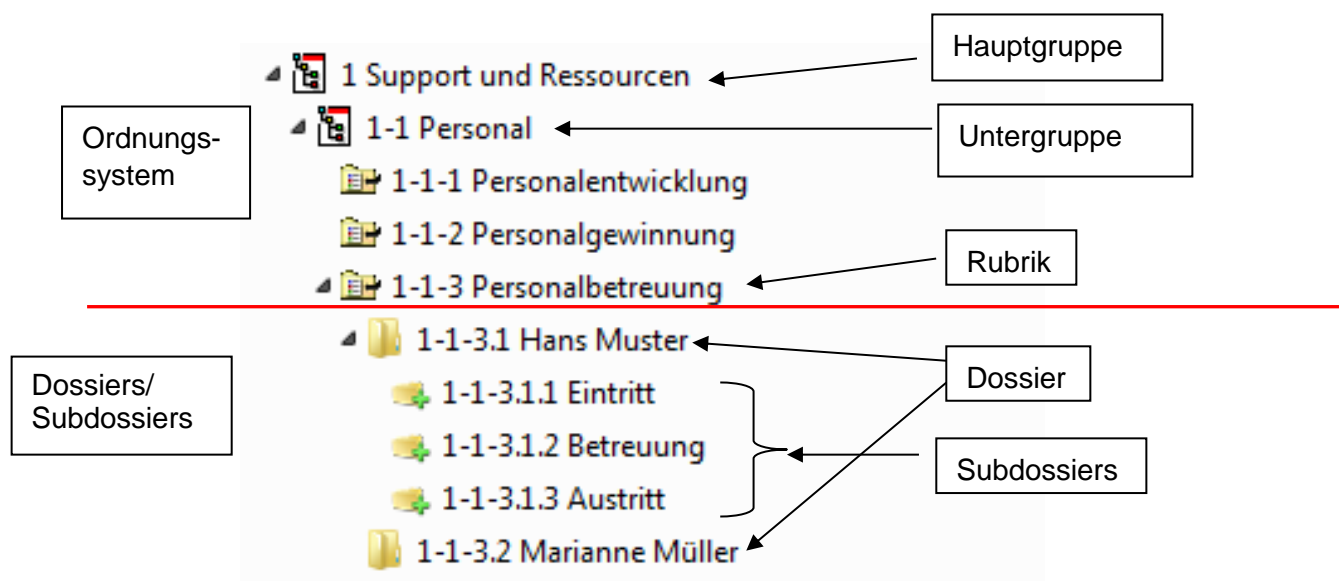 Hauptgruppe
1 Support und Ressourcen
Ordnungs-
system
1-1 Personal
Untergruppe
1-1-1 Personalentwicklung
1-1-2 Personalgewinnung
Rubrik
1-1-3 Personalbetreuung
1-1-3.1 Hans Muster
Dossiers/
Subdossiers
Dossier
1-1-3.1.1 Eintritt
1-1-3.1.2 Betreuung
Subdossiers
1-1-3.1.3 Austritt
1-1-3.2 Marianne Müller